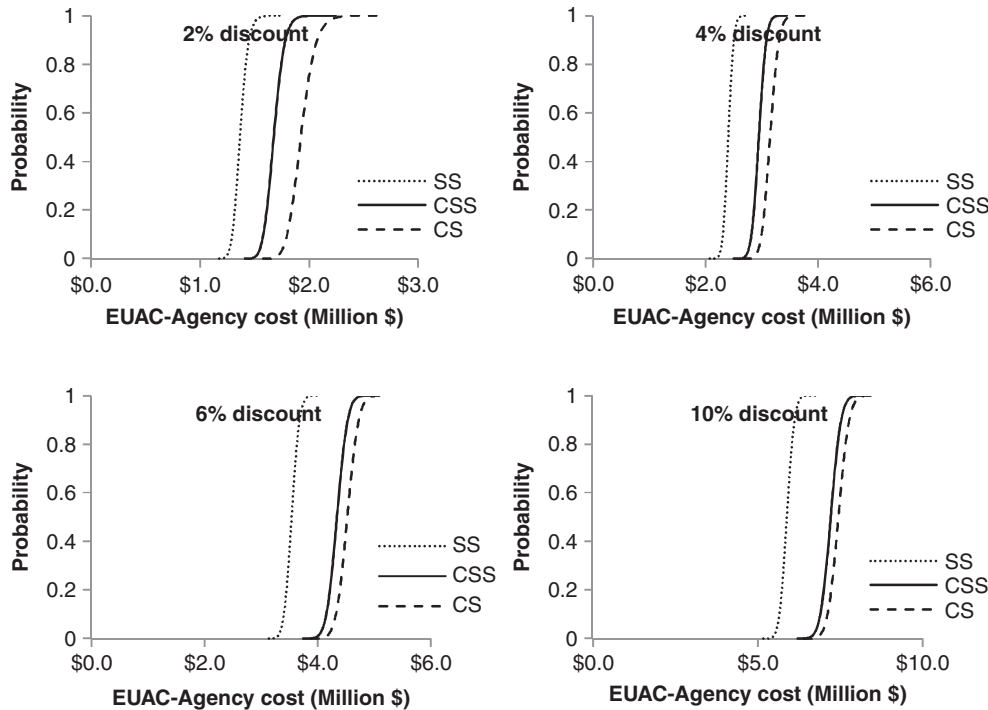 2% discount
Probability
1
0.8
0.6
0.4
0.2
0
SS
CSS
CS
$0.0 $1.0 $2.0 $3.0
EUAC-Agency cost (Million $)
4% discount
Probability
1
0.8
0.6
0.4
0.2
0
SS
CSS
CS
$0.0 $2.0 $4.0 $6.0
EUAC-Agency cost (Million $)
6% discount
Probability
1
0.8
0.6
0.4
0.2
0
SS
CSS
CS
$0.0 $2.0 $4.0 $6.0
EUAC-Agency cost (Million $)
10% discount
Probability
1
0.8
0.6
0.4
0.2
0
SS
CSS
CS
$0.0 $5.0 $10.0
EUAC-Agency cost (Million $)